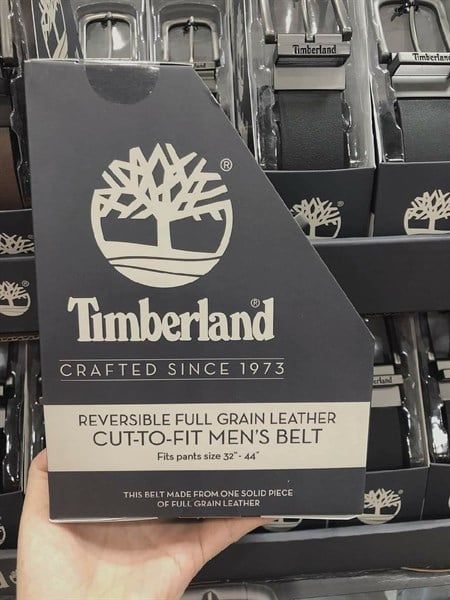 Timberland
Timberland
Timberland®
CRAFTED SINCE 1973
REVERSIBLE FULL GRAIN LEATHER
CUT-TO-FIT MEN'S BELT
Fits pants size 32" - 44"
THIS BELT MADE FROM ONE SOLID PIECE
OF FULL GRAIN LEATHER